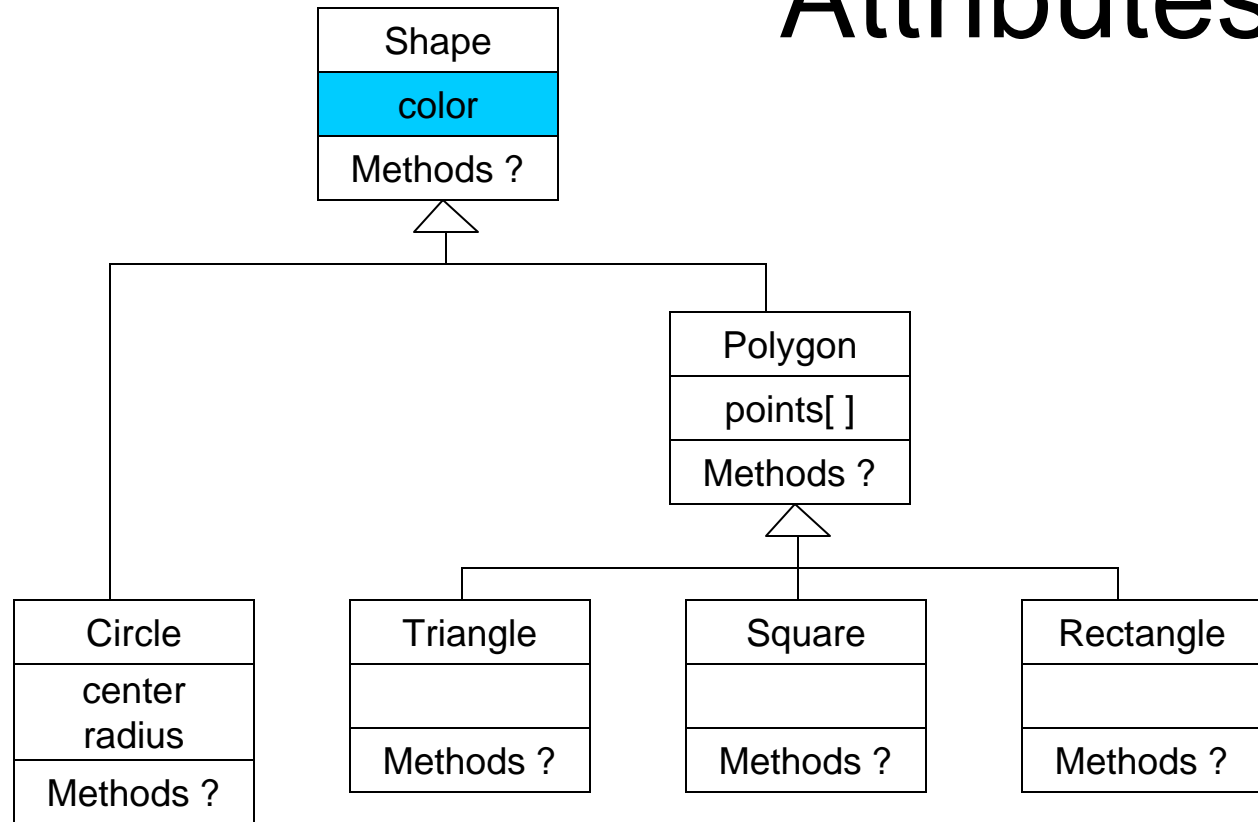 Attributes
Shape
color
Methods ?
Polygon
points[ ]
Methods ?
Circle
center
radius
Methods ?
Triangle
Methods ?
Square
Methods ?
Rectangle
Methods ?